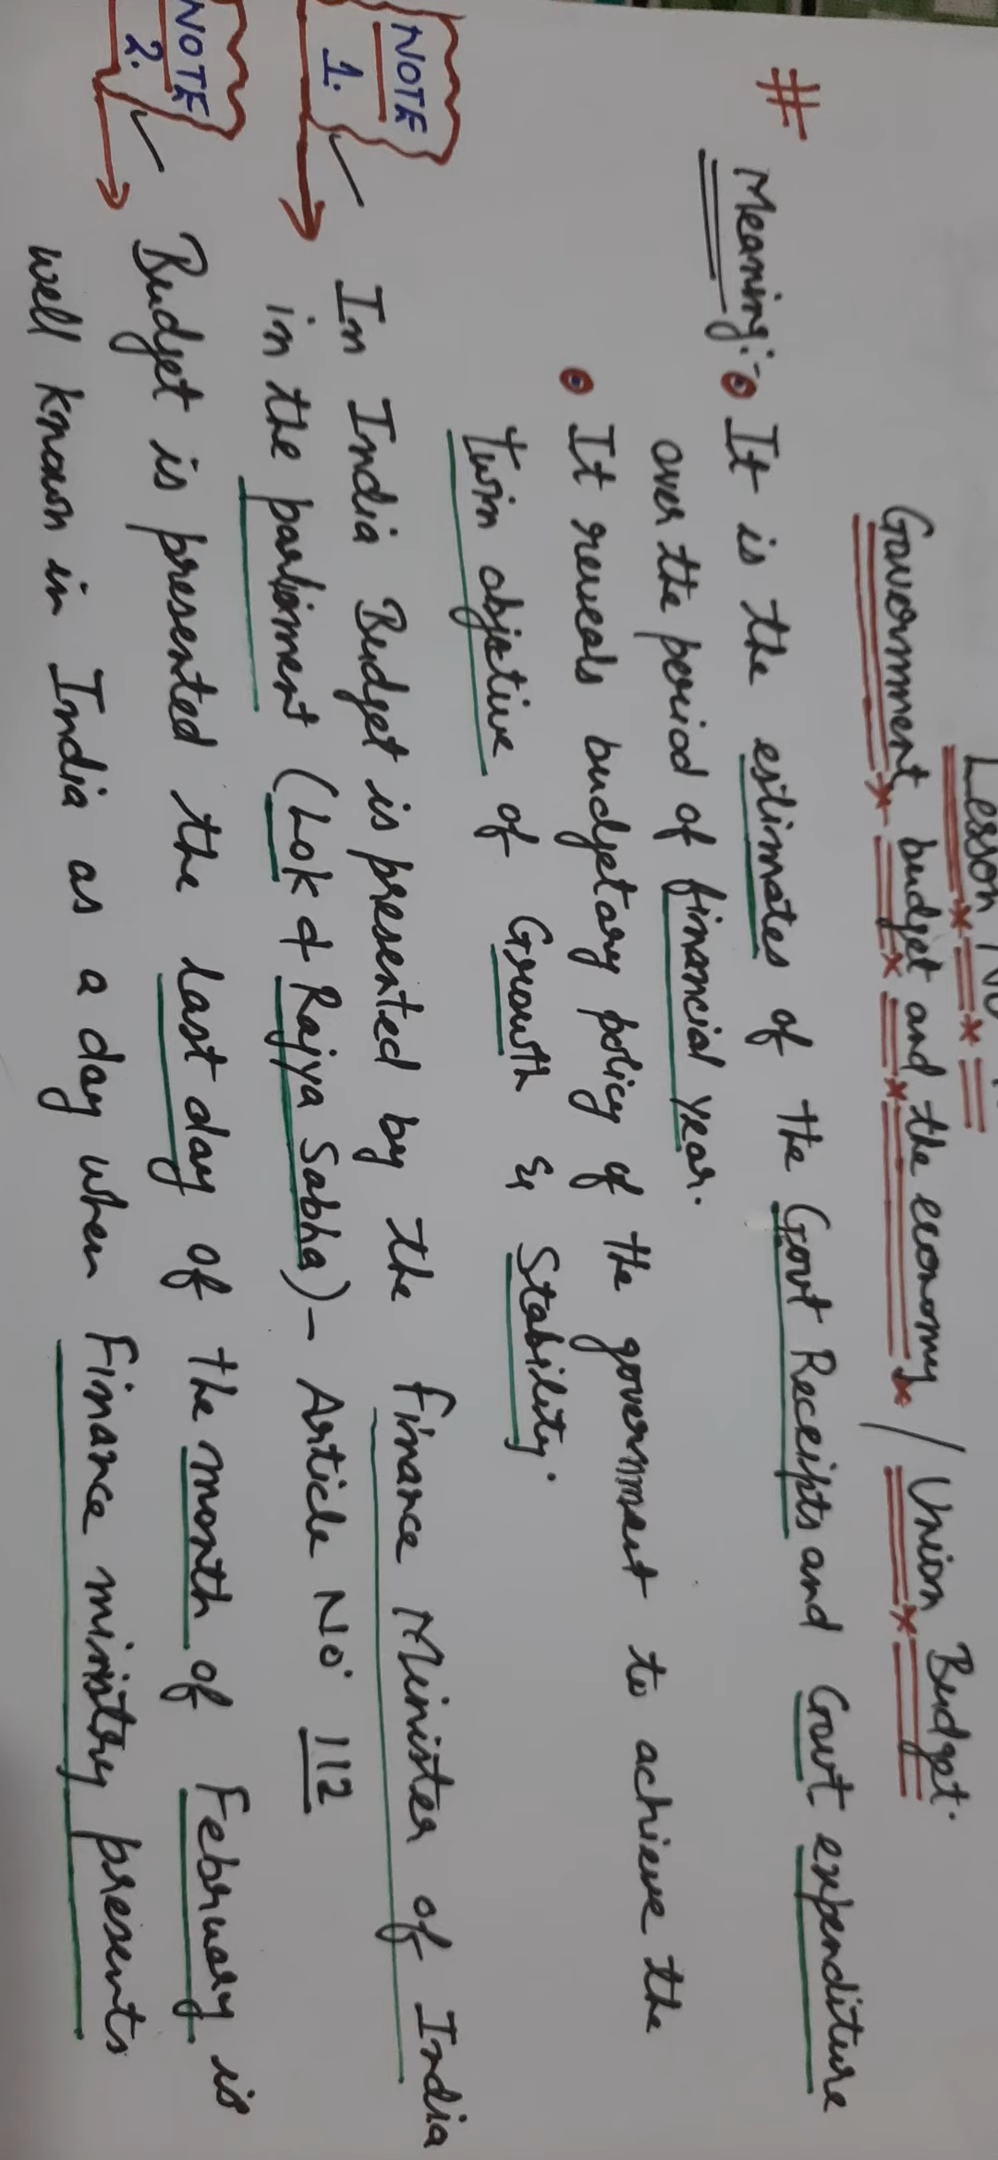 Lesson No
Government budget and the economy / Union Budget.
# Meaning:- It is the estimates of the Govt Receipts and Govt expenditure
over the period of financial year.
It reveals budgetary policy of the government to achieve the
twin objective of Growth & Stability.
NOTE
1.
In India Budget is presented by the Finance Minister of India
in the parliament (Lok & Rajya Sabha) - Article No. 112
NOTE
2.
Budget is presented the last day of the month of February is
well known in India as a day when Finance ministry presents